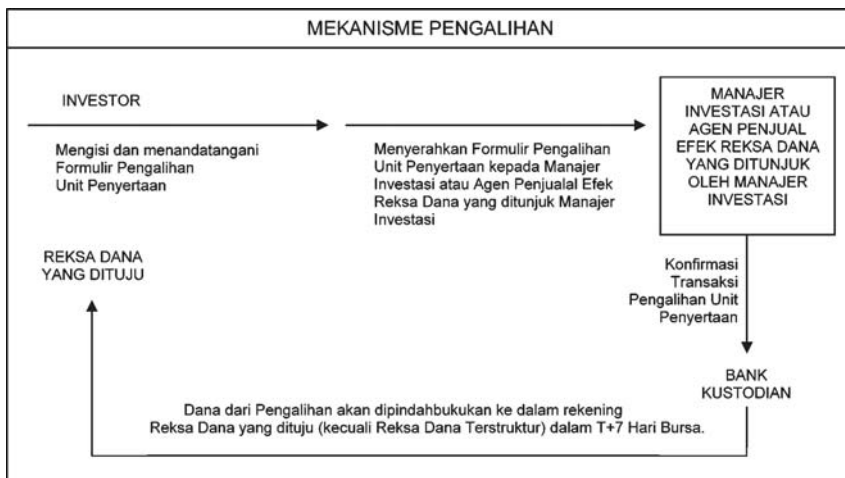 MEKANISME PENGALIHAN
INVESTOR
Mengisi dan menandatangani
Formulir Pengalihan
Unit Penyertaan
Menyerahkan Formulir Pengalihan
Unit Penyertaan kepada Manajer
Investasi atau Agen Penjualal Efek
Reksa Dana yang ditunjuk Manajer
Investasi
MANAJER
INVESTASI ATAU
AGEN PENJUAL
EFEK REKSA DANA
YANG DITUNJUK
OLEH MANAJER
INVESTASI
Konfirmasi
Transaksi
Pengalihan Unit
Penyertaan
BANK
KUSTODIAN
Dana dari Pengalihan akan dipindahbukukan ke dalam rekening
Reksa Dana yang dituju (kecuali Reksa Dana Terstruktur) dalam T+7 Hari Bursa.
REKSA DANA
YANG DITUJU